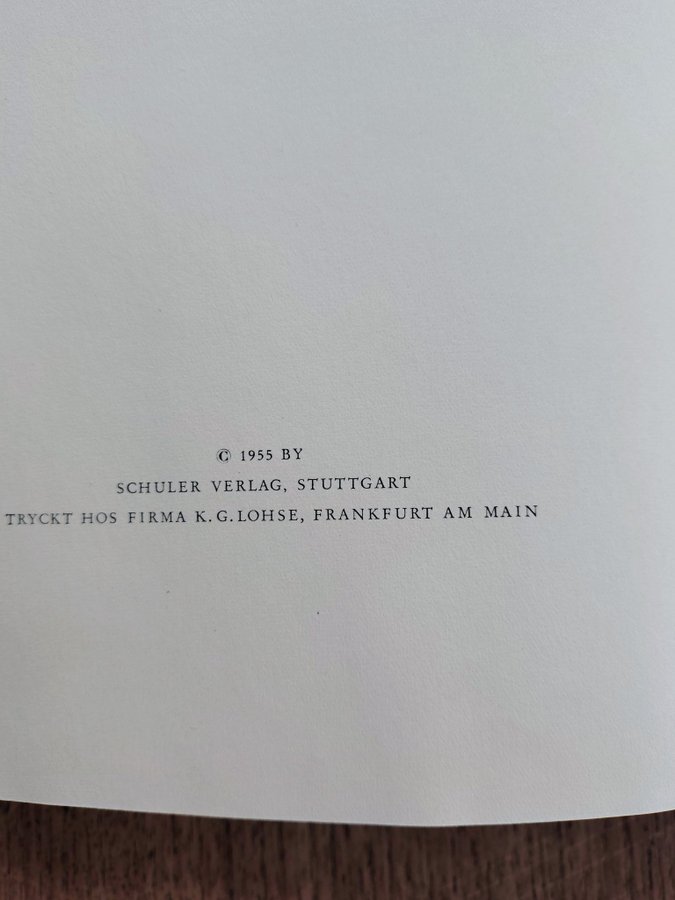 © 1955 BY
SCHULER VERLAG, STUTTGART
TRYCKT HOS FIRMA K.G.LOHSE, FRANKFURT AM MAIN